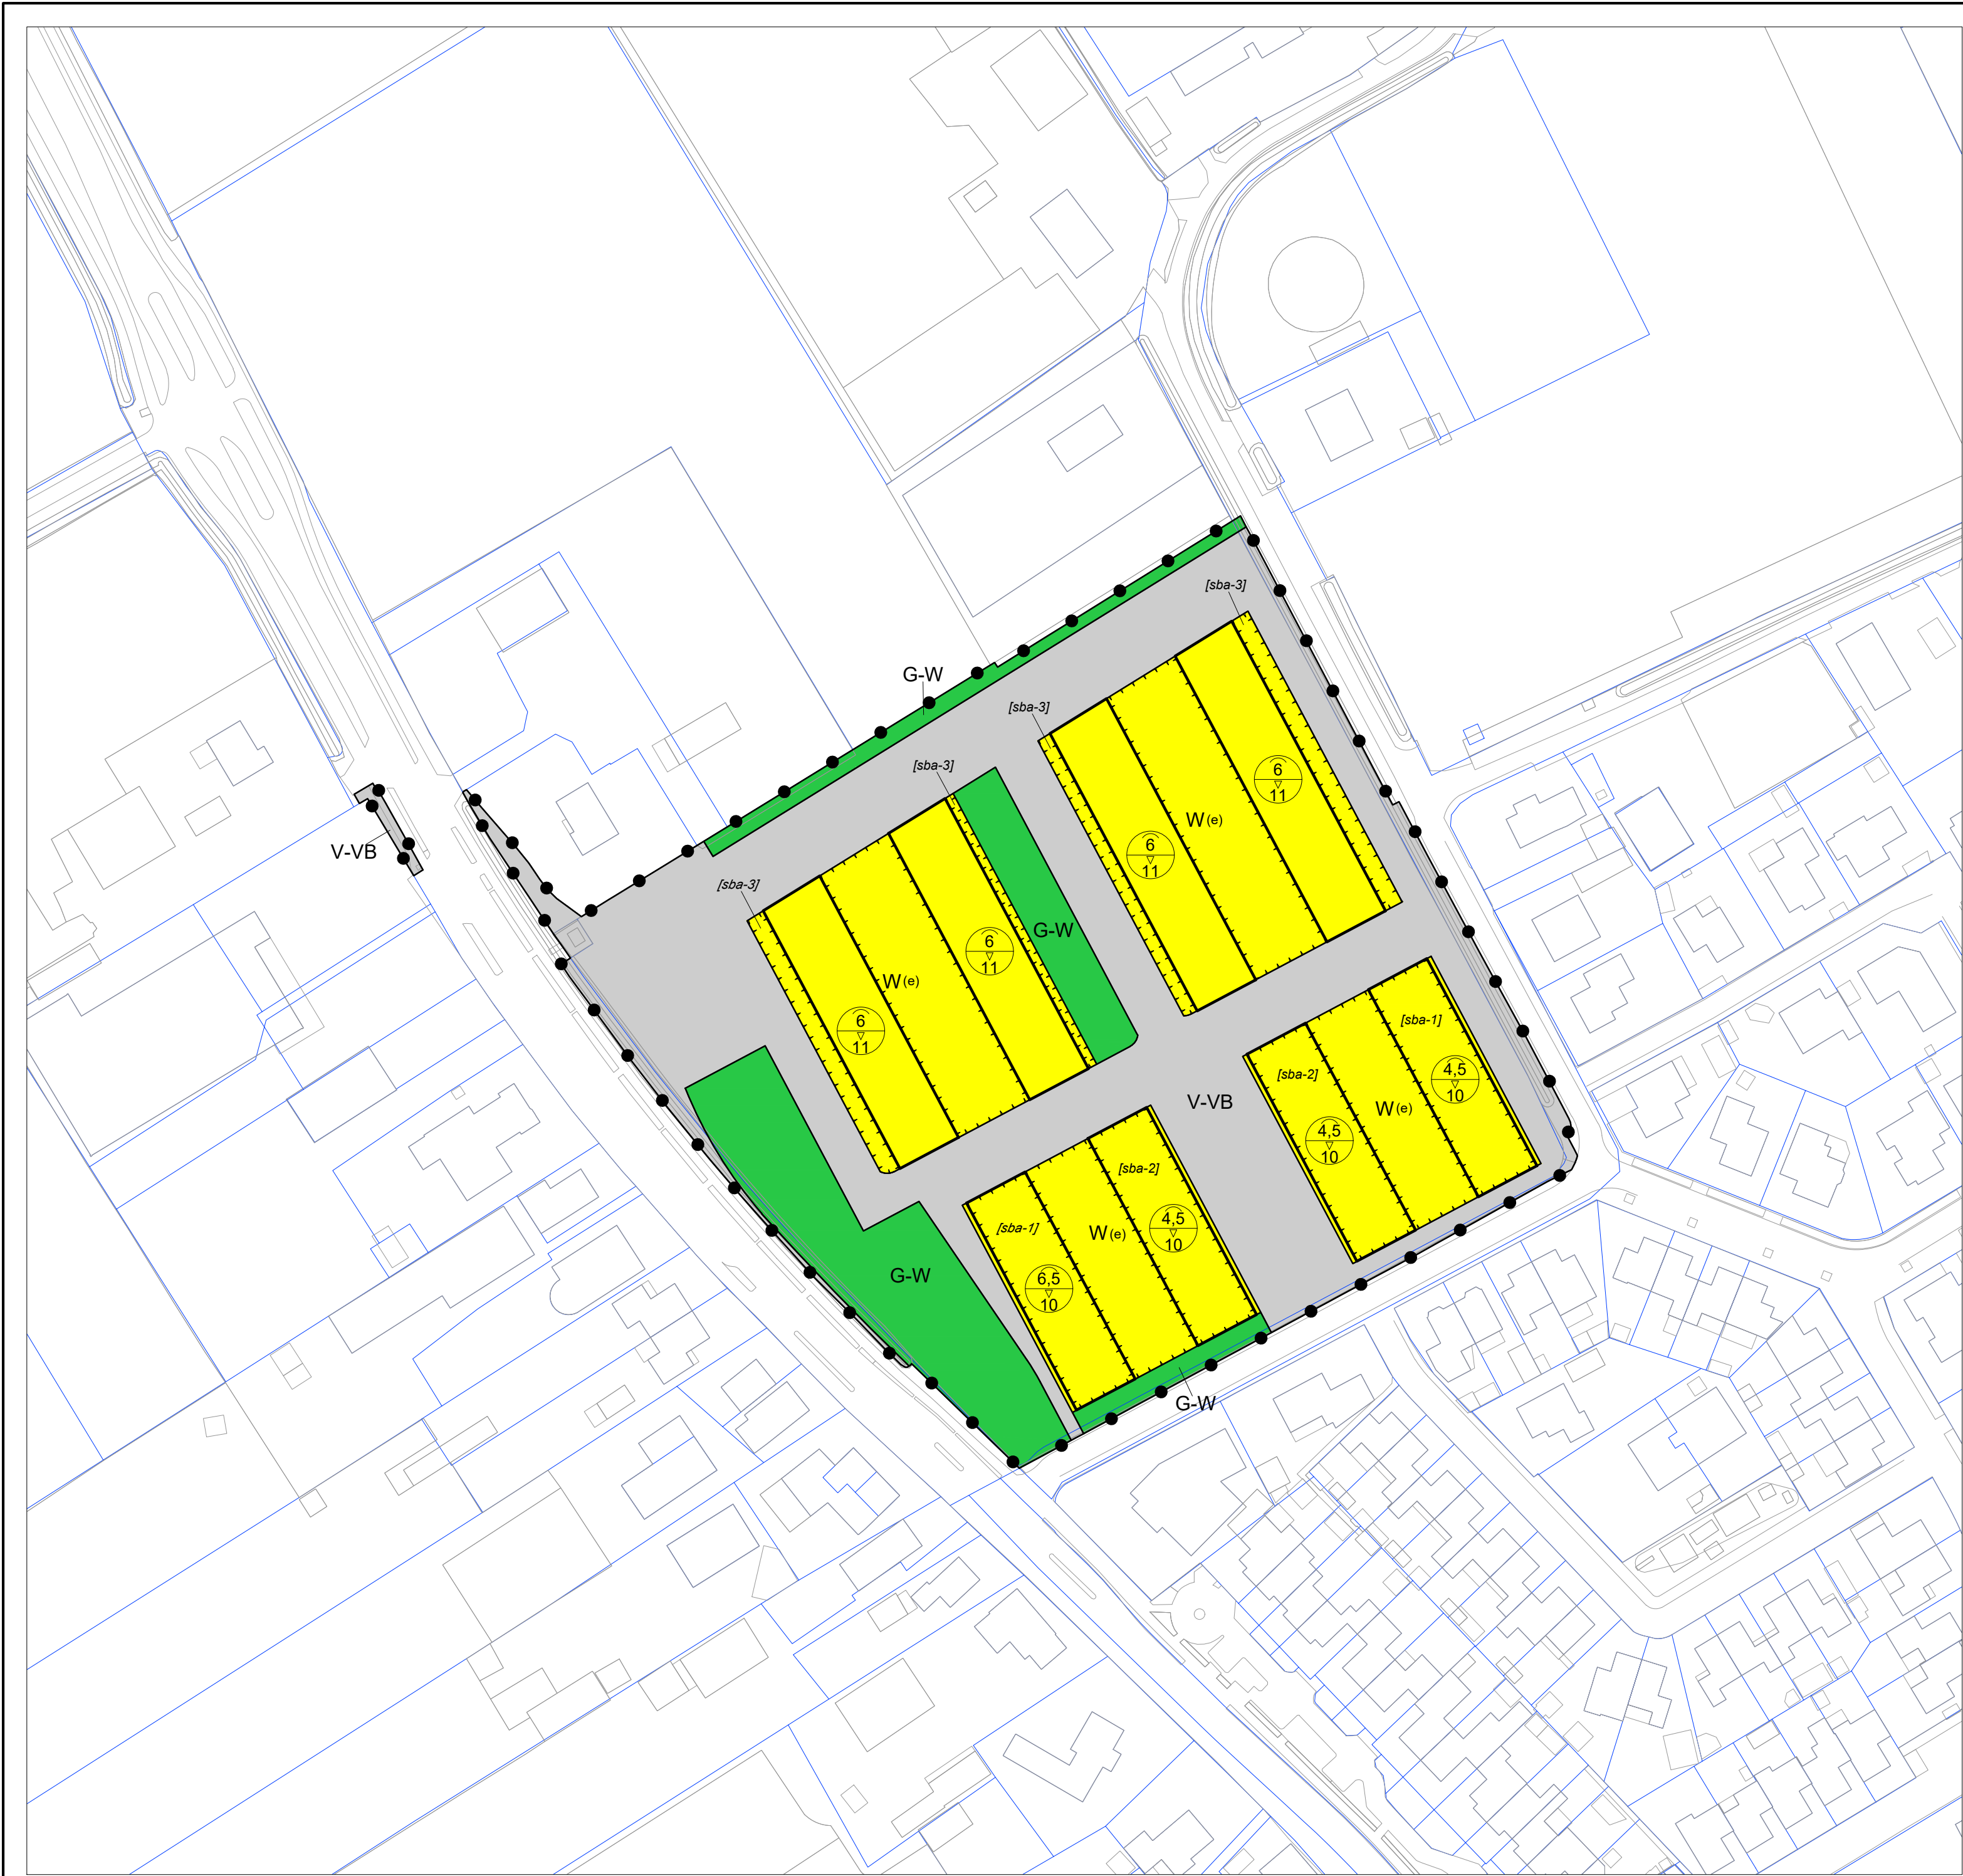 [sba-3]
G-W
[sba-3]
[sba-3]
6
11
W(e)
V-VB
6
11
[sba-3]
G-W
6
11
W(e)
6
11
[sba-1]
[sba-2]
4,5
10
V-VB
W(e)
4,5
10
[sba-2]
[sba-1]
4,5
10
W(e)
G-W
6,5
10
G-W